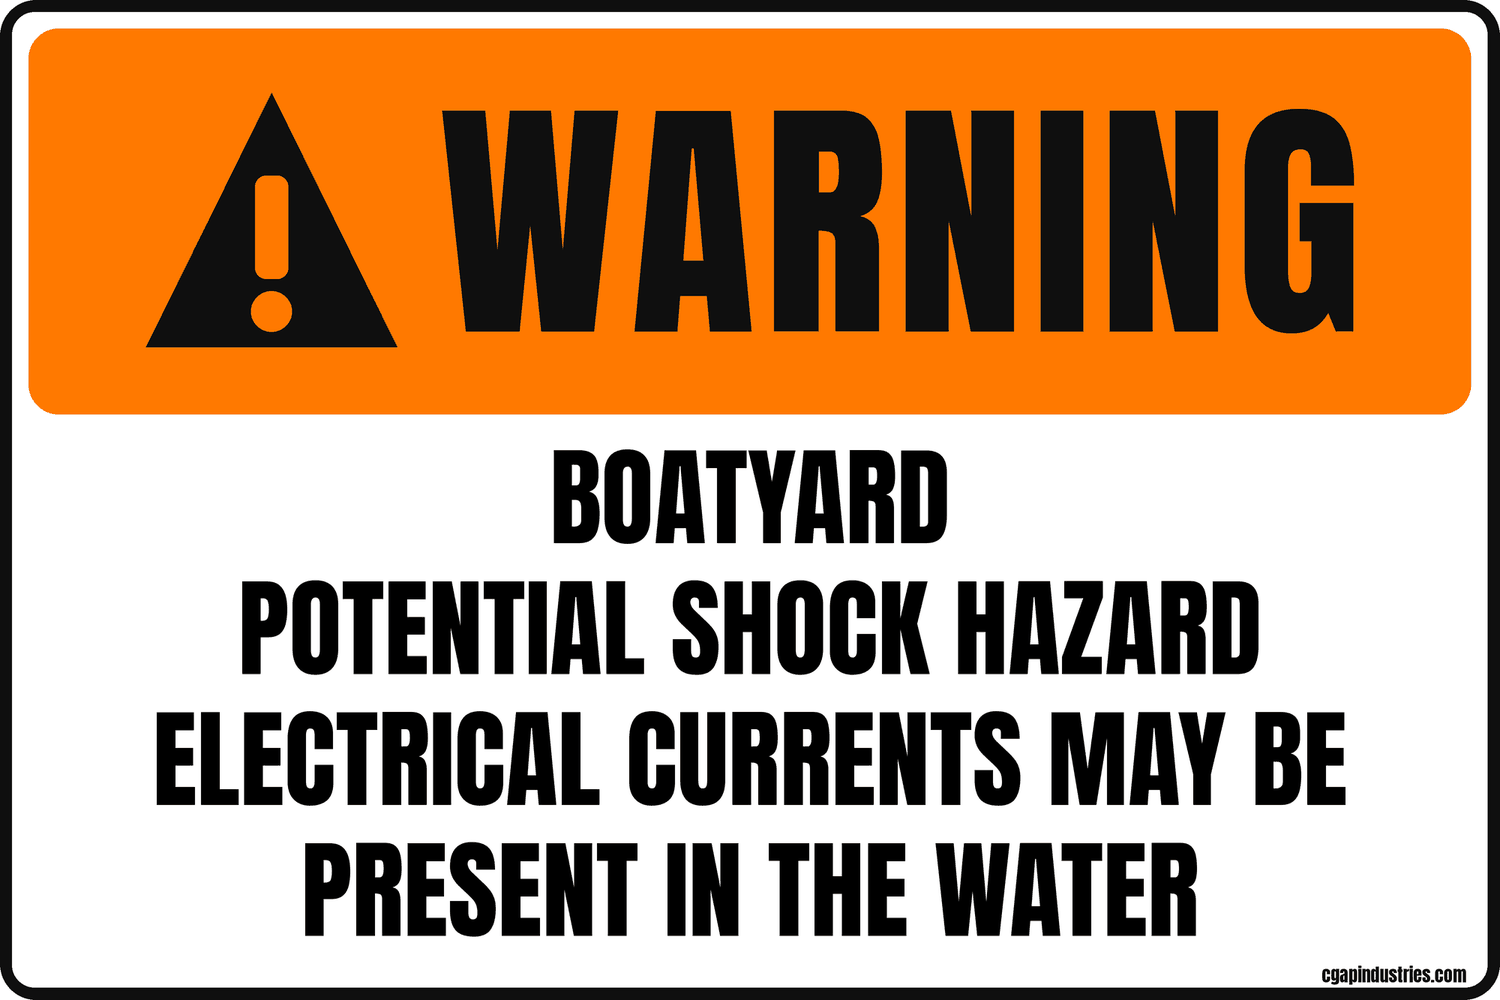 WARNING
BOATYARD
POTENTIAL SHOCK HAZARD
ELECTRICAL CURRENTS MAY BE
PRESENT IN THE WATER
cgapindustries.com